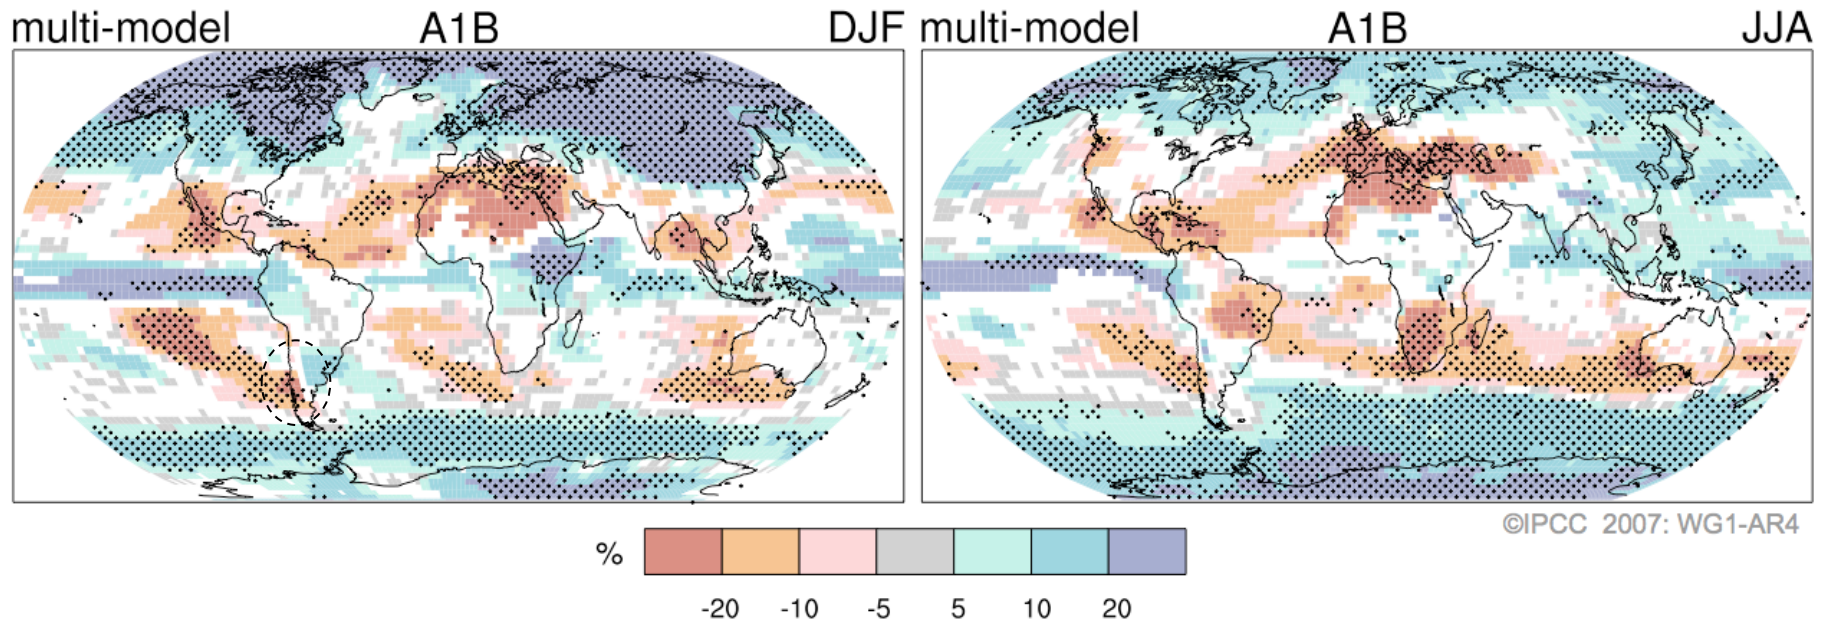 multi-model A1B DJF
multi-model A1B JJA
©IPCC 2007: WG1-AR4
%
-20 -10 -5 5 10 20